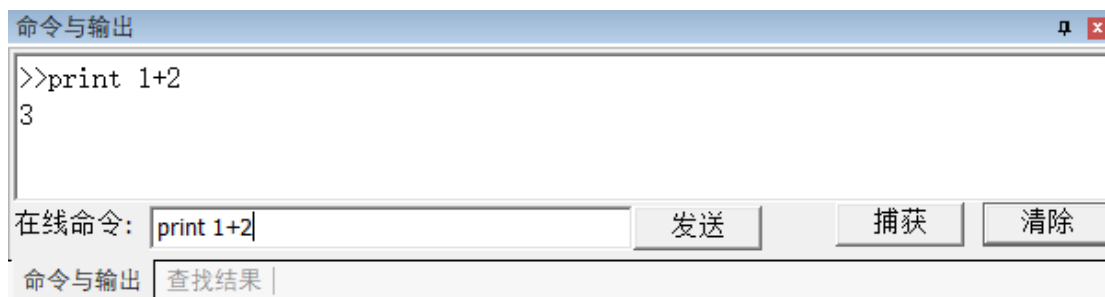 命令与输出
>>print 1+2
3
在线命令: print 1+2 发送 捕获 清除
命令与输出 查找结果